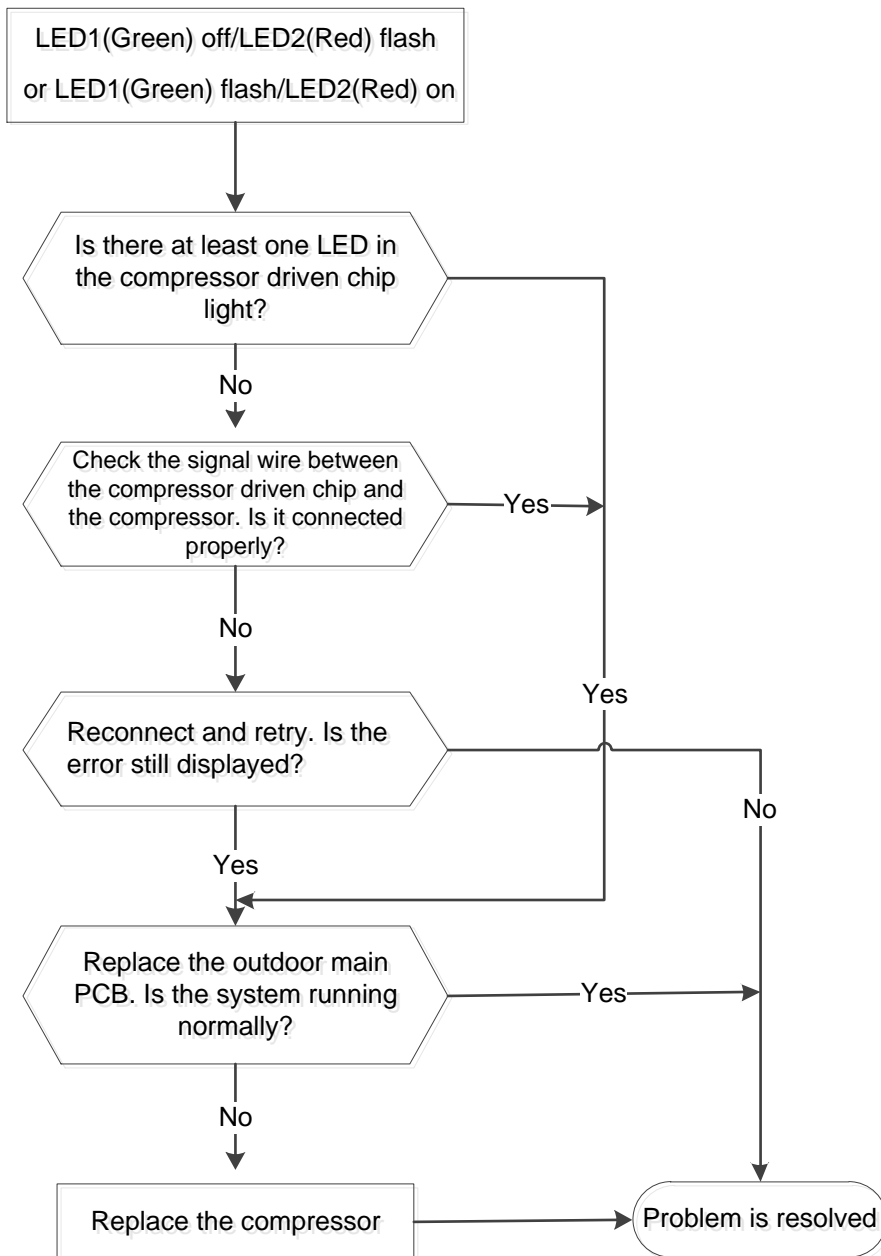 LED1(Green) off/LED2(Red) flash
or LED1(Green) flash/LED2(Red) on
Is there at least one LED in
the compressor driven chip
light?
No
Check the signal wire between
the compressor driven chip and
the compressor. Is it connected
properly?
Yes
No
Yes
Reconnect and retry. Is the
error still displayed?
No
Yes
Replace the outdoor main
PCB. Is the system running
normally?
Yes
No
Replace the compressor
Problem is resolved